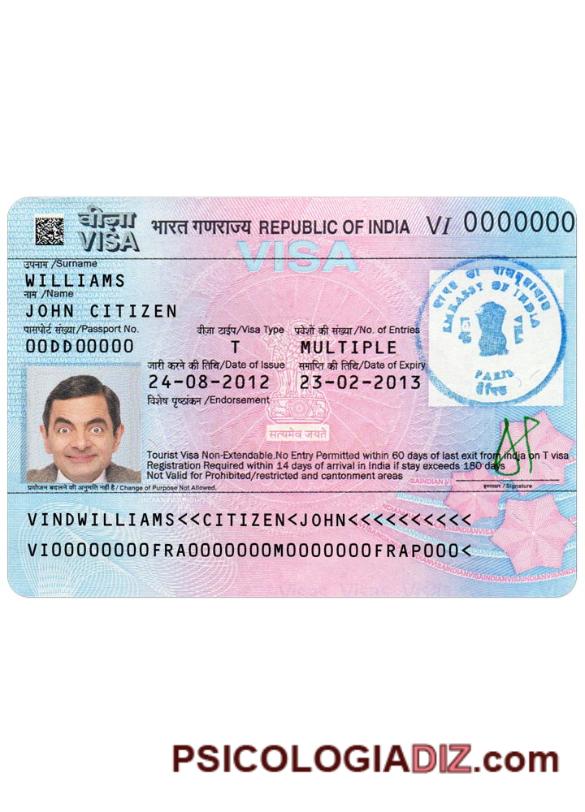 वीज़ा
VISA
भारत गणराज्य REPUBLIC OF INDIA VI 0000000
VISA
उपनाम /Surname
WILLIAMS
नाम /Name
JOHN CITIZEN
पासपोर्ट संख्या/Passport No. वीजा टाईप/Visa Type प्रवेशों की संख्या/No. of Entries
00DD00000 T MULTIPLE
जारी करने की तिथि/Date of Issue समाप्ति की तिथि/Date of Expiry
24-08-2012 23-02-2013
विशेष पृष्ठांकन /Endorsement
EMBASSY OF INDIA
PARIS
पेरिस
सत्यमेव जयते
Tourist Visa Non-Extendable.No Entry Permitted within 60 days of last exit from India on T visa
Registration Required within 14 days of arrival in India if stay exceeds 180 days
Not Valid for Prohibited/restricted and cantonment areas
प्रयोजन बदलने की अनुमति नहीं है / Change of Purpose Not Allowed.
हस्ताक्षर /Signature
VINDWILLIAMS<<CITIZEN<JOHN<<<<<<<<<<
VI00000000FRA0000000M0000000FRAP000<
PSICOLOGIADIZ.com